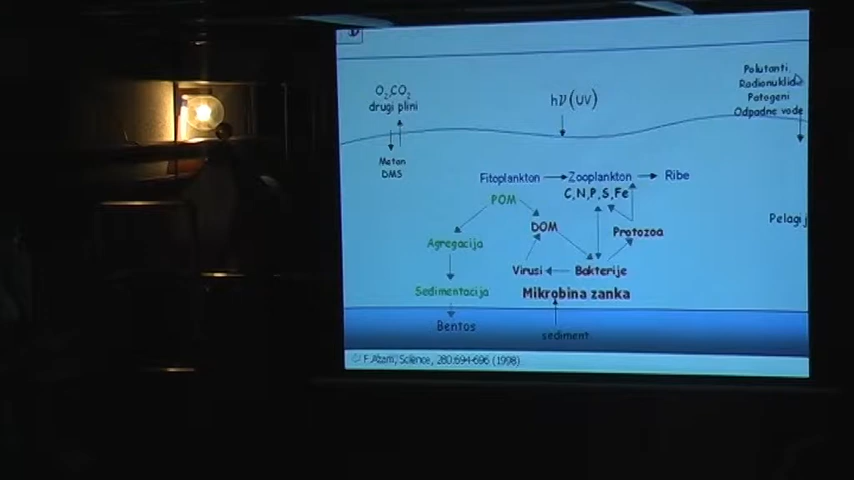 O2,CO2
drugi plini
hν(UV)
Polutanti
Radionuklidi
Patogeni
Odpadne vode
Metan
DMS
Fitoplankton
Zooplankton
Ribe
C,N,P,S,Fe
POM
DOM
Protozoa
Pelagij
Agregacija
Virusi
Bakterije
Sedimentacija
Mikrobina zanka
Bentos
sediment
F.Azam, Science, 280:694-696 (1998)